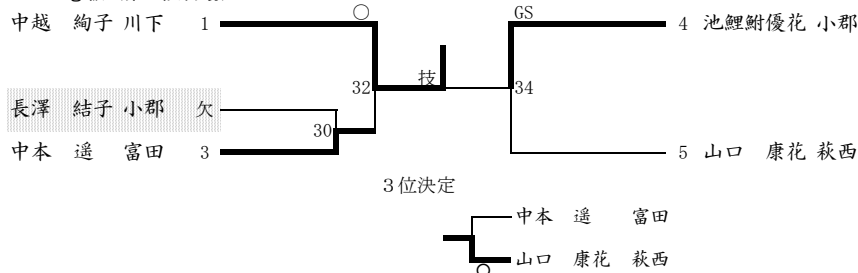 中越 絢子 川下 1 ○ GS 4 池鯉鮒優花 小郡
32 技 34
長澤 結子 小郡 欠
30
中本 遥 富田 3 5 山口 康花 萩西
3位決定
中本 遥 富田
山口 康花 萩西
○